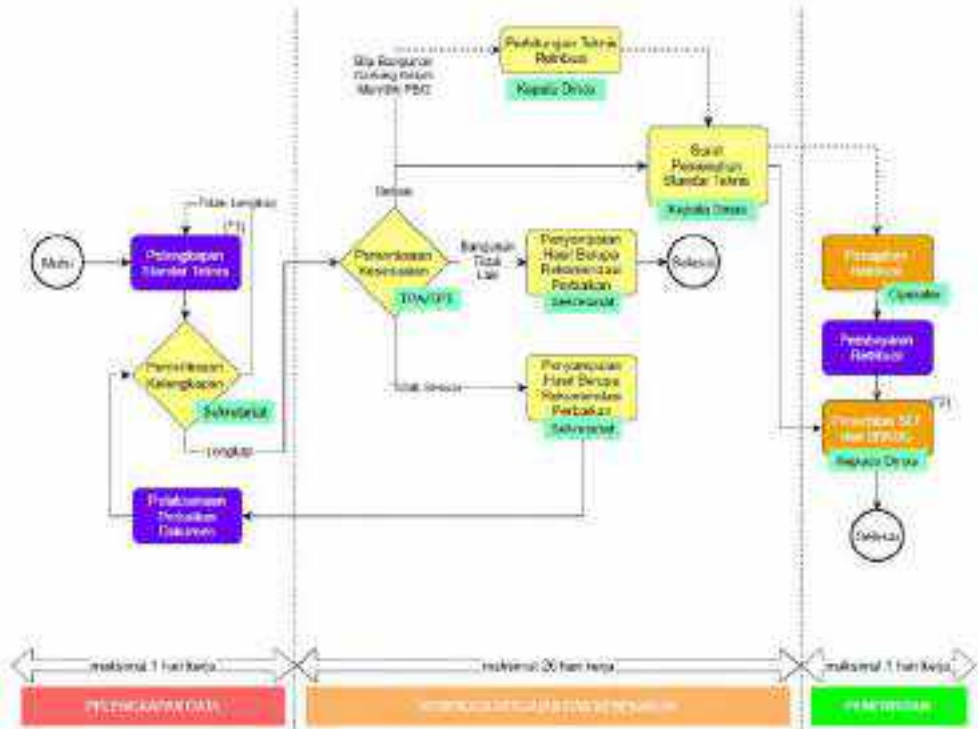 Mulai
Pelengkapan
Standar Teknis
Tidak Lengkap
(*1)
Pemeriksaan
Kelengkapan
Sekretariat
Lengkap
Pelaksanaan
Perbaikan
Dokumen
Bila Bangunan
Gedung Belum
Memiliki PBG
Perhitungan Teknis
Retribusi
Kepala Dinas
Surat
Pemenuhan
Standar Teknis
Kepala Dinas
Sesuai
Pemeriksaan
Kesesuaian
TPA/TPT
Bangunan
Tidak
Laik
Penyampaian
Hasil Berupa
Rekomendasi
Perbaikan
Sekretariat
Selesai
Tidak Sesuai
Penyampaian
Hasil Berupa
Rekomendasi
Perbaikan
Sekretariat
Retribusi
Operator
Pembayaran
Retribusi
(*2)
Penerbitan SLF
dan SBKBG
Kepala Dinas
Selesai
maksimal 1 hari kerja
maksimal 26 hari kerja
maksimal 1 hari kerja
PELENGKAPAN DATA
PENERBITAN